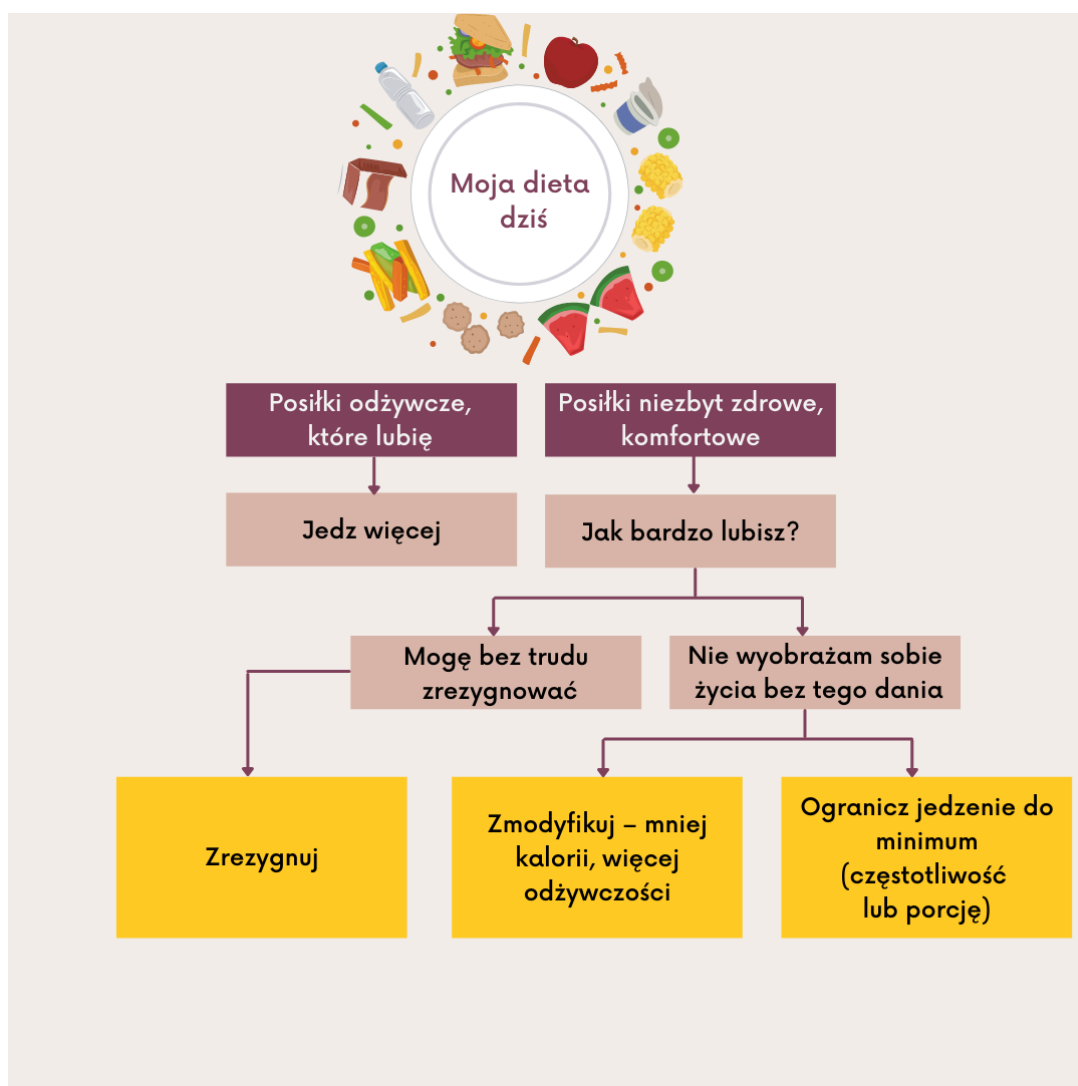 Moja dieta
dziś
Posiłki odżywcze,
które lubię
Posiłki niezbyt zdrowe,
komfortowe
Jedz więcej
Jak bardzo lubisz?
Mogę bez trudu
zrezygnować
Nie wyobrażam sobie
życia bez tego dania
Zrezygnuj
Zmodyfikuj – mniej
kalorii, więcej
odżywczości
Ogranicz jedzenie do
minimum
(częstotliwość
lub porcję)